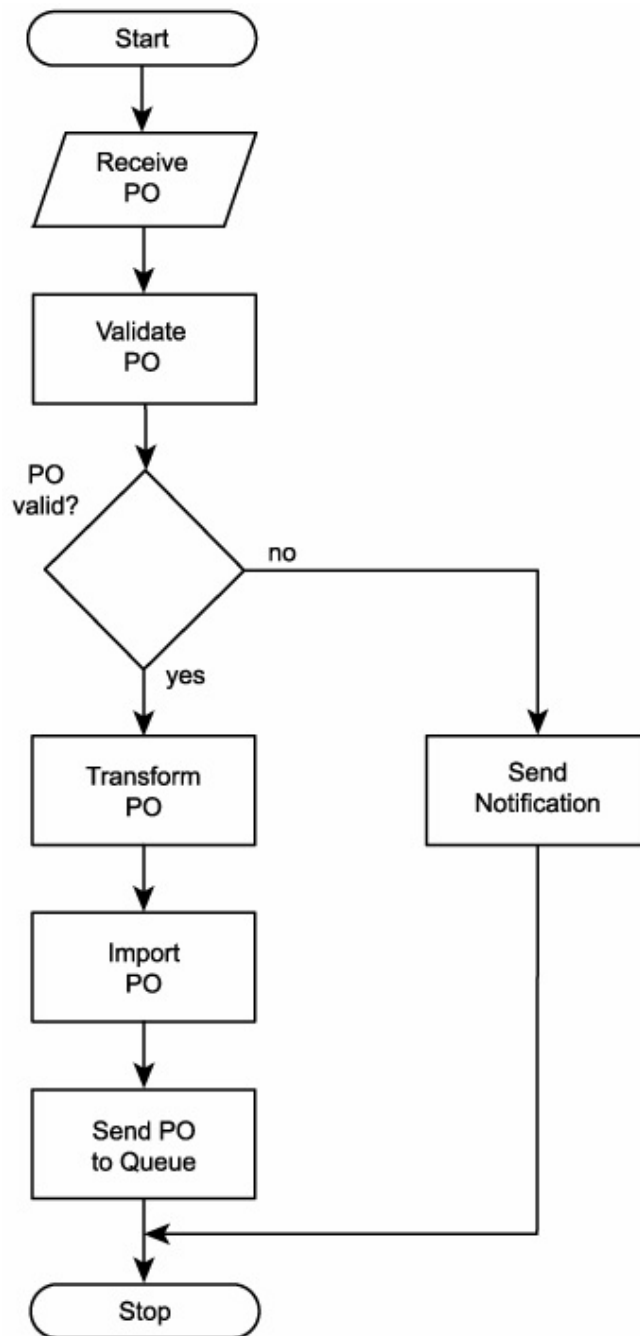 Start
Receive
PO
Validate
PO
PO
valid?
no
yes
Transform
PO
Send
Notification
Import
PO
Send PO
to Queue
Stop